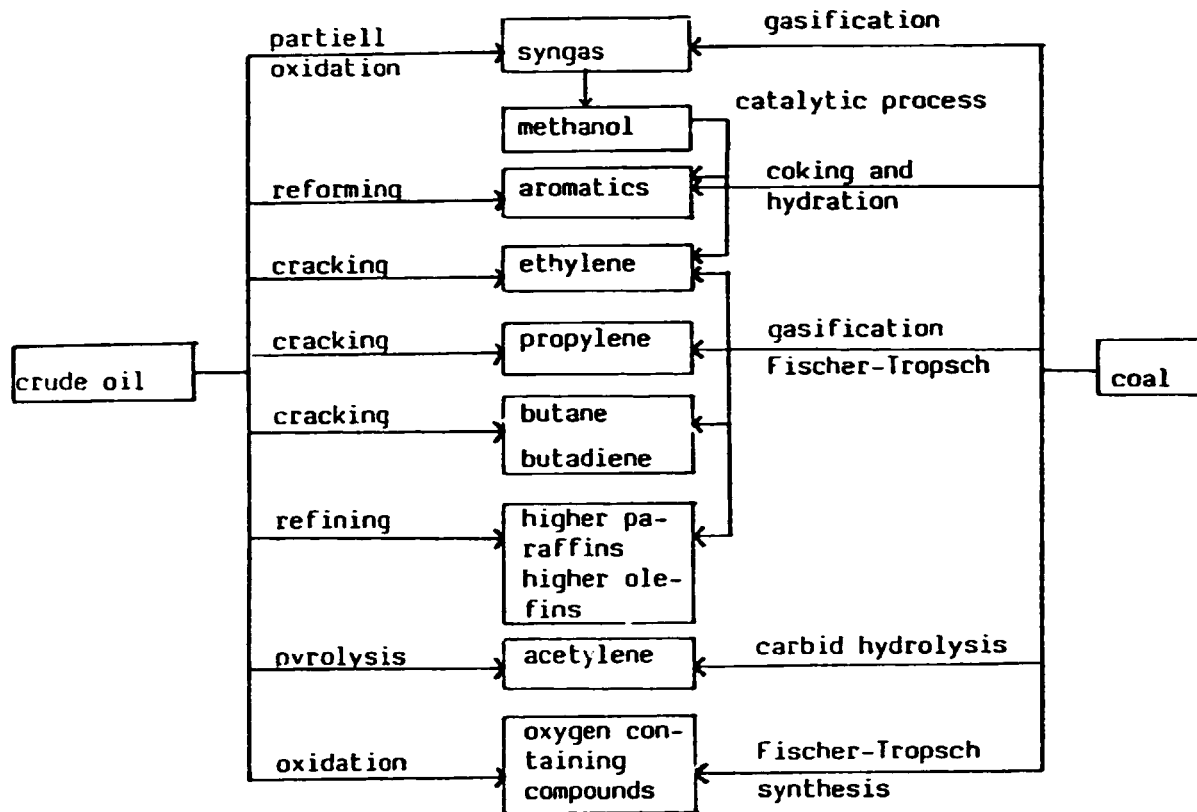 partiell
oxidation
syngas
gasification
methanol
catalytic process
reforming
aromatics
coking and
hydration
cracking
ethylene
cracking
propylene
gasification
Fischer-Tropsch
crude oil
coal
cracking
butane
butadiene
refining
higher pa-
raffins
higher ole-
fins
pyrolysis
acetylene
carbid hydrolysis
oxidation
oxygen con-
taining
compounds
Fischer-Tropsch
synthesis